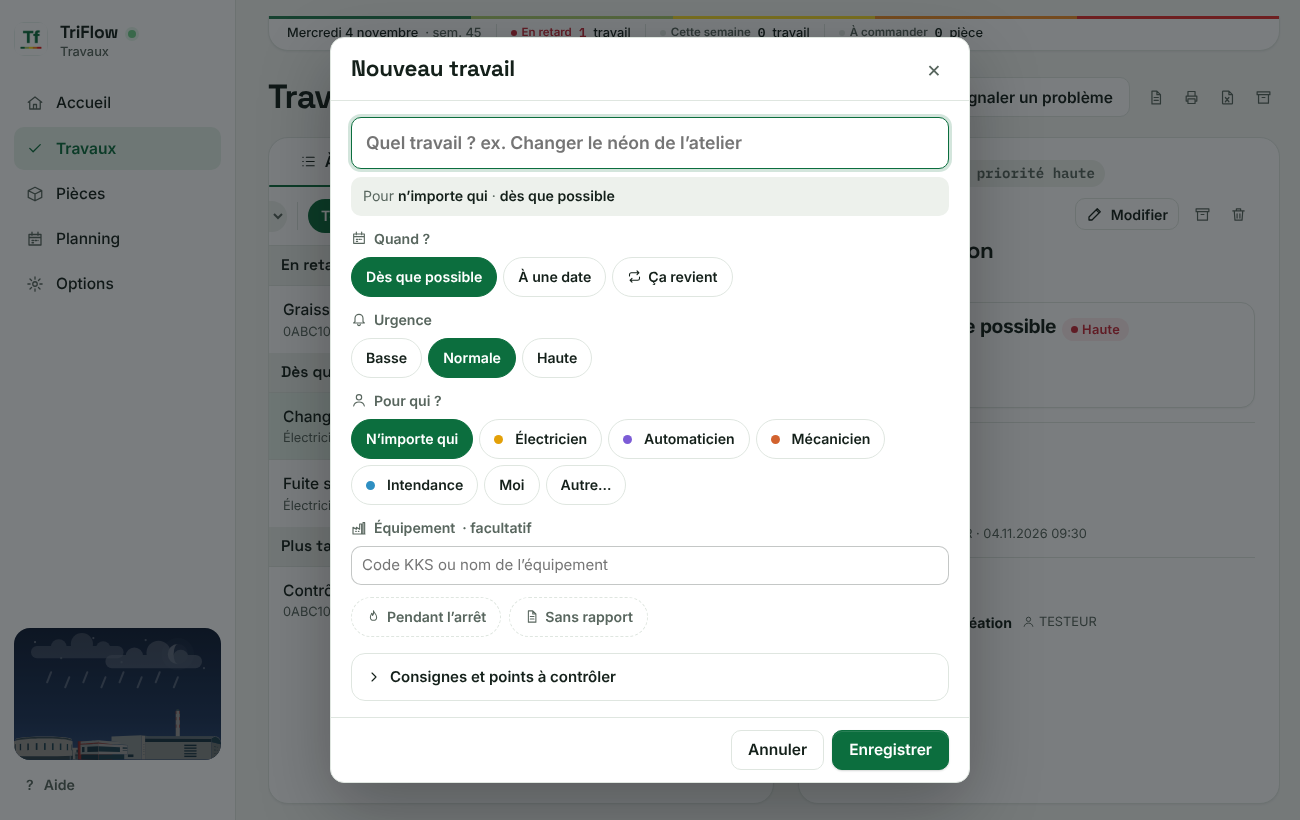 Tf
TriFlow
Travaux
Accueil
Travaux
Pièces
Planning
Options
? Aide
Mercredi 4 novembre · sem. 45
En retard 1 travail
Cette semaine 0 travail
À commander 0 pièce
Nouveau travail
Quel travail ? ex. Changer le néon de l’atelier
Pour n’importe qui · dès que possible
Quand ?
Dès que possible
À une date
Ça revient
Urgence
Basse
Normale
Haute
Pour qui ?
N’importe qui
Électricien
Automaticien
Mécanicien
Intendance
Moi
Autre…
Équipement · facultatif
Code KKS ou nom de l’équipement
Pendant l’arrêt
Sans rapport
Consignes et points à contrôler
Annuler
Enregistrer
priorité haute
Modifier
possible
Haute
· 04.11.2026 09:30
TESTEUR